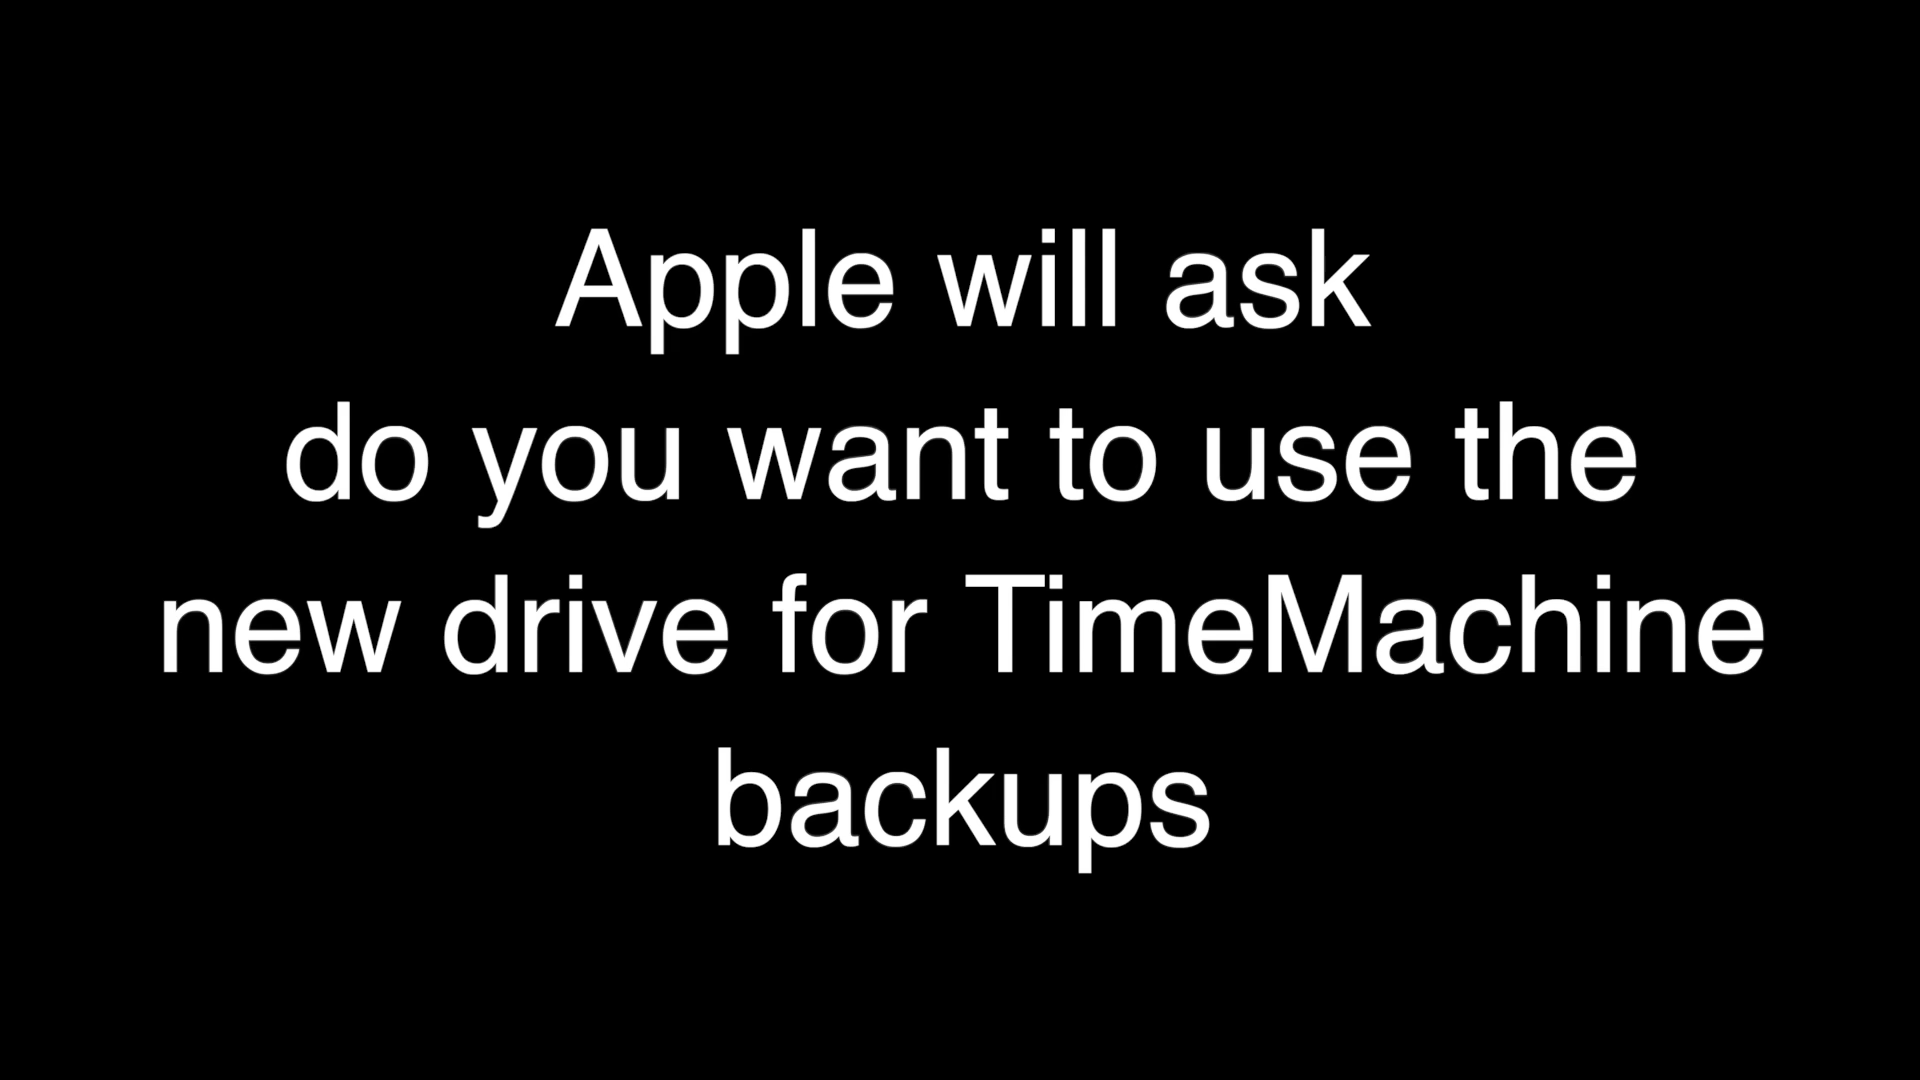 Apple will ask
do you want to use the
new drive for TimeMachine
backups